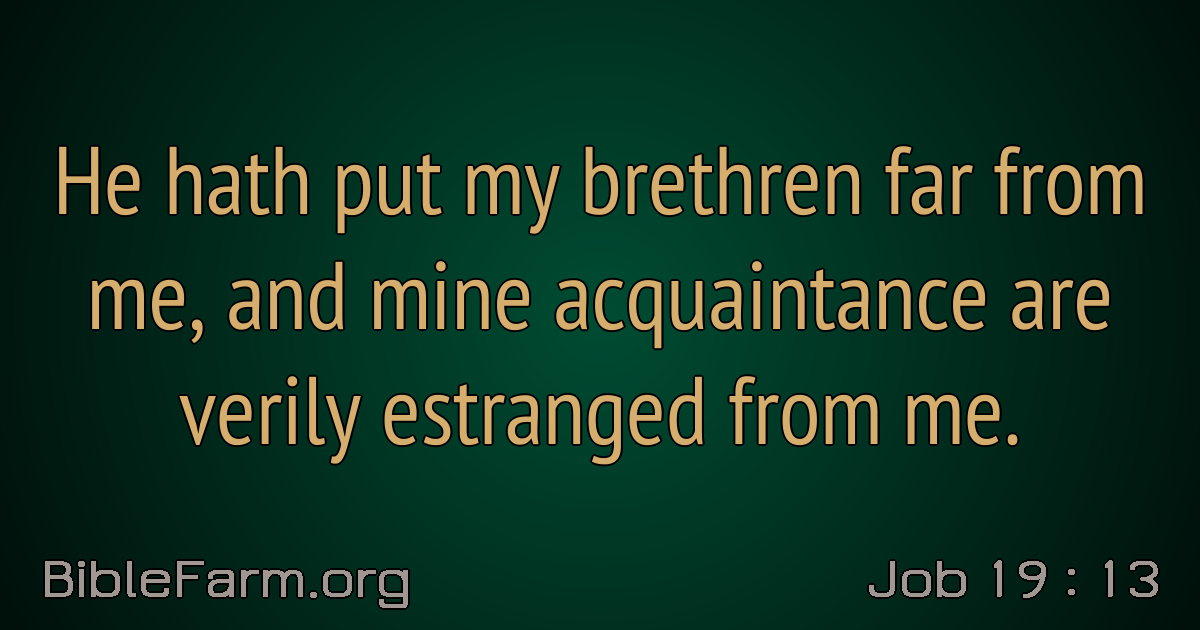 He hath put my brethren far from
me, and mine acquaintance are
verily estranged from me.
BibleFarm.org
Job 19 : 13